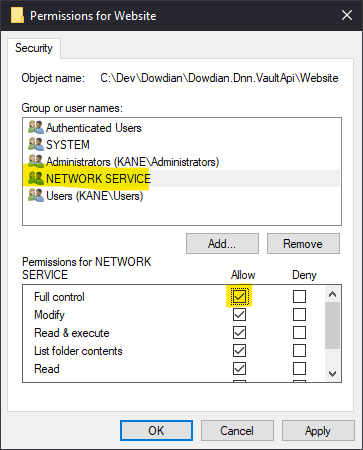 Permissions for Website
Security
Object name: C:\Dev\Dowdian\Dowdian.Dnn.VaultApi\Website
Group or user names:
Authenticated Users
SYSTEM
Administrators (KANE\Administrators)
NETWORK SERVICE
Users (KANE\Users)
Add... Remove
Permissions for NETWORK
SERVICE Allow Deny
Full control
Modify
Read & execute
List folder contents
Read
OK Cancel Apply